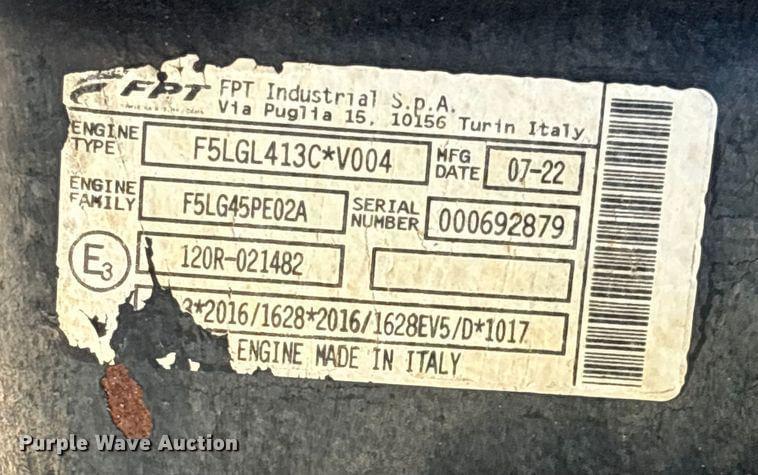 FPT FPT Industrial S.p.A.
Via Puglia 15, 10156 Turin Italy
ENGINE TYPE F5LGL413C*V004 MFG DATE 07-22
ENGINE FAMILY F5LG45PE02A SERIAL NUMBER 000692879
E3 120R-021482
3*2016/1628*2016/1628EV5/D*1017
ENGINE MADE IN ITALY
Purple Wave Auction